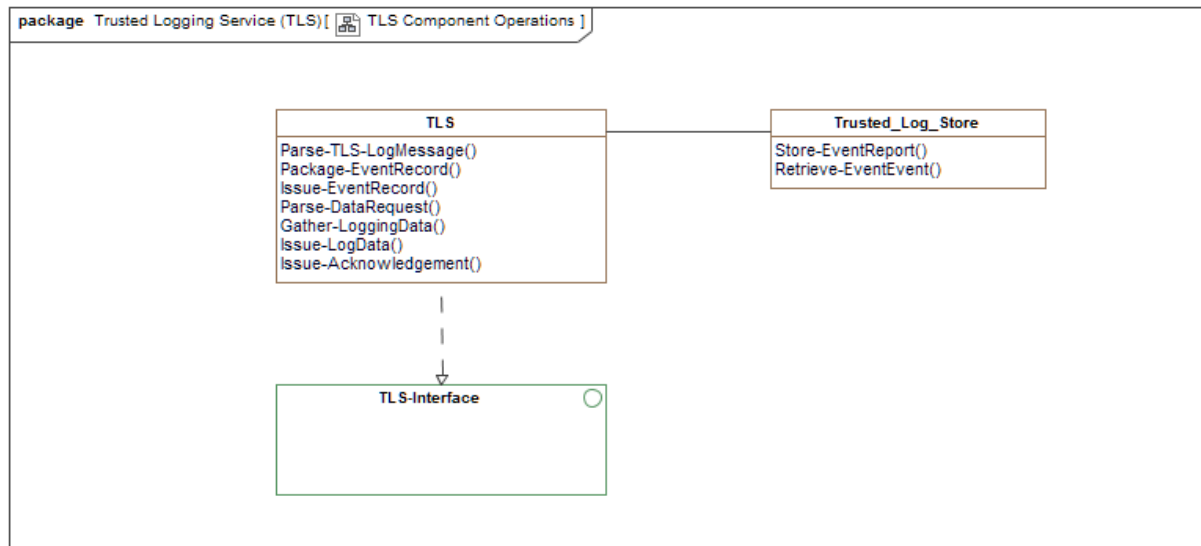 package Trusted Logging Service (TLS)[ TLS Component Operations ]
TLS
Parse-TLS-LogMessage()
Package-EventRecord()
Issue-EventRecord()
Parse-DataRequest()
Gather-LoggingData()
Issue-LogData()
Issue-Acknowledgement()
Trusted_Log_Store
Store-EventReport()
Retrieve-EventEvent()
TLS-Interface